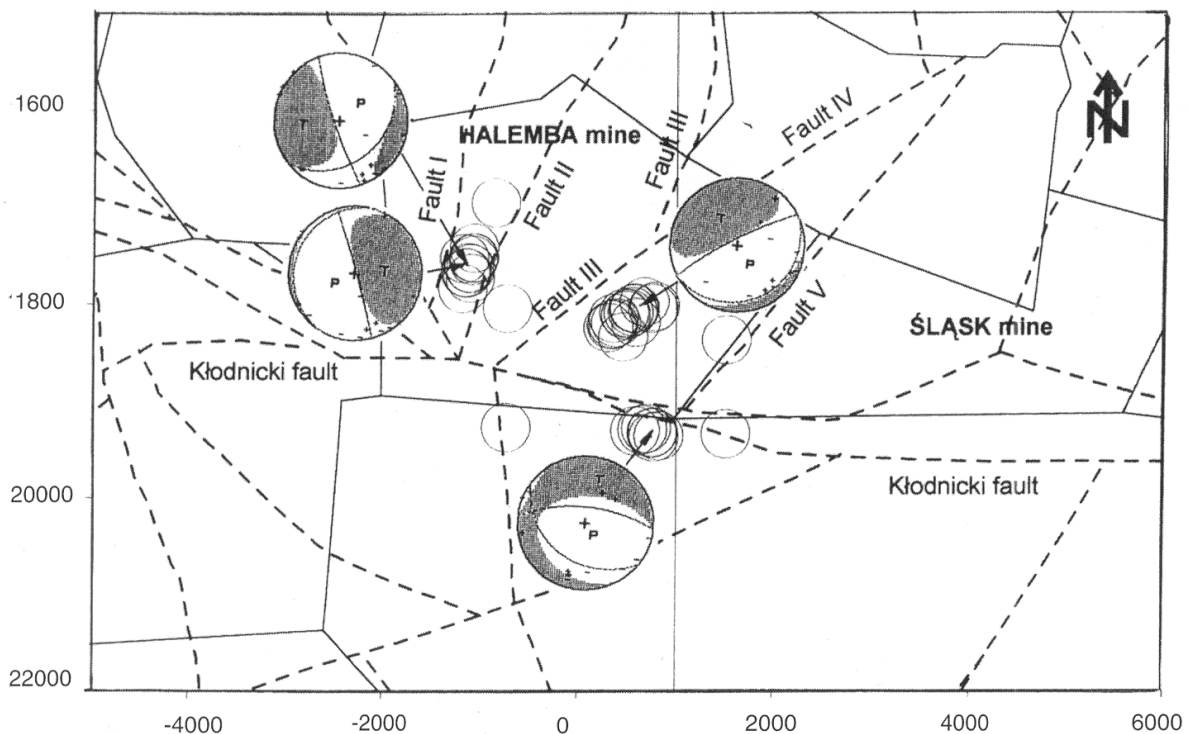 1600
1800
20000
22000
-4000
-2000
0
2000
4000
6000
HALEMBA mine
ŚLĄSK mine
Fault I
Fault II
Fault III
Fault III
Fault IV
Fault V
Kłodnicki fault
Kłodnicki fault
N
P
T
P
T
T
P
T
P